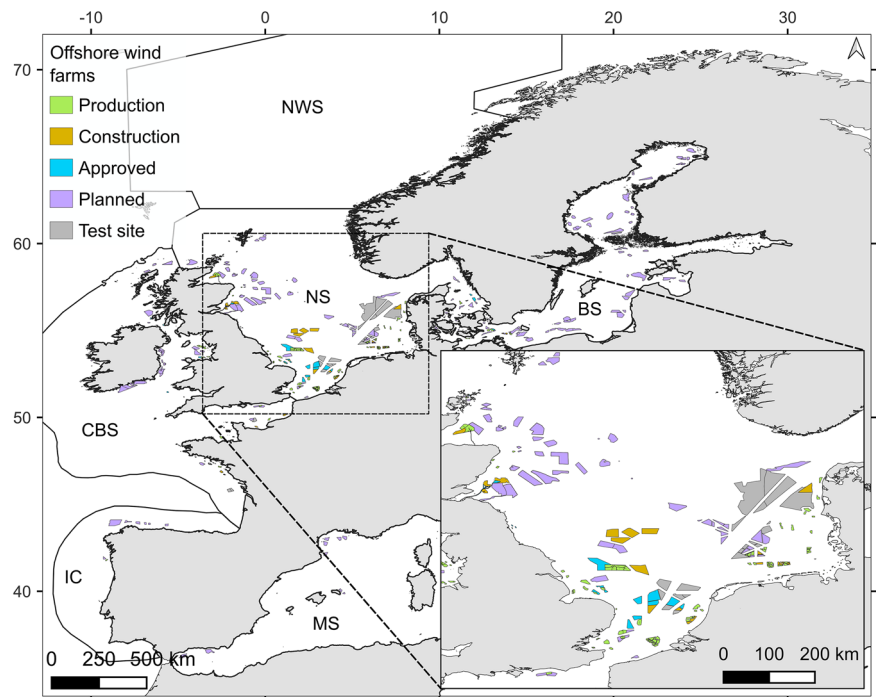 -10 0 10 20 30
70
60
50
40
Offshore wind
farms
Production
Construction
Approved
Planned
Test site
NWS
NS
BS
CBS
IC
MS
0 250 500 km
0 100 200 km